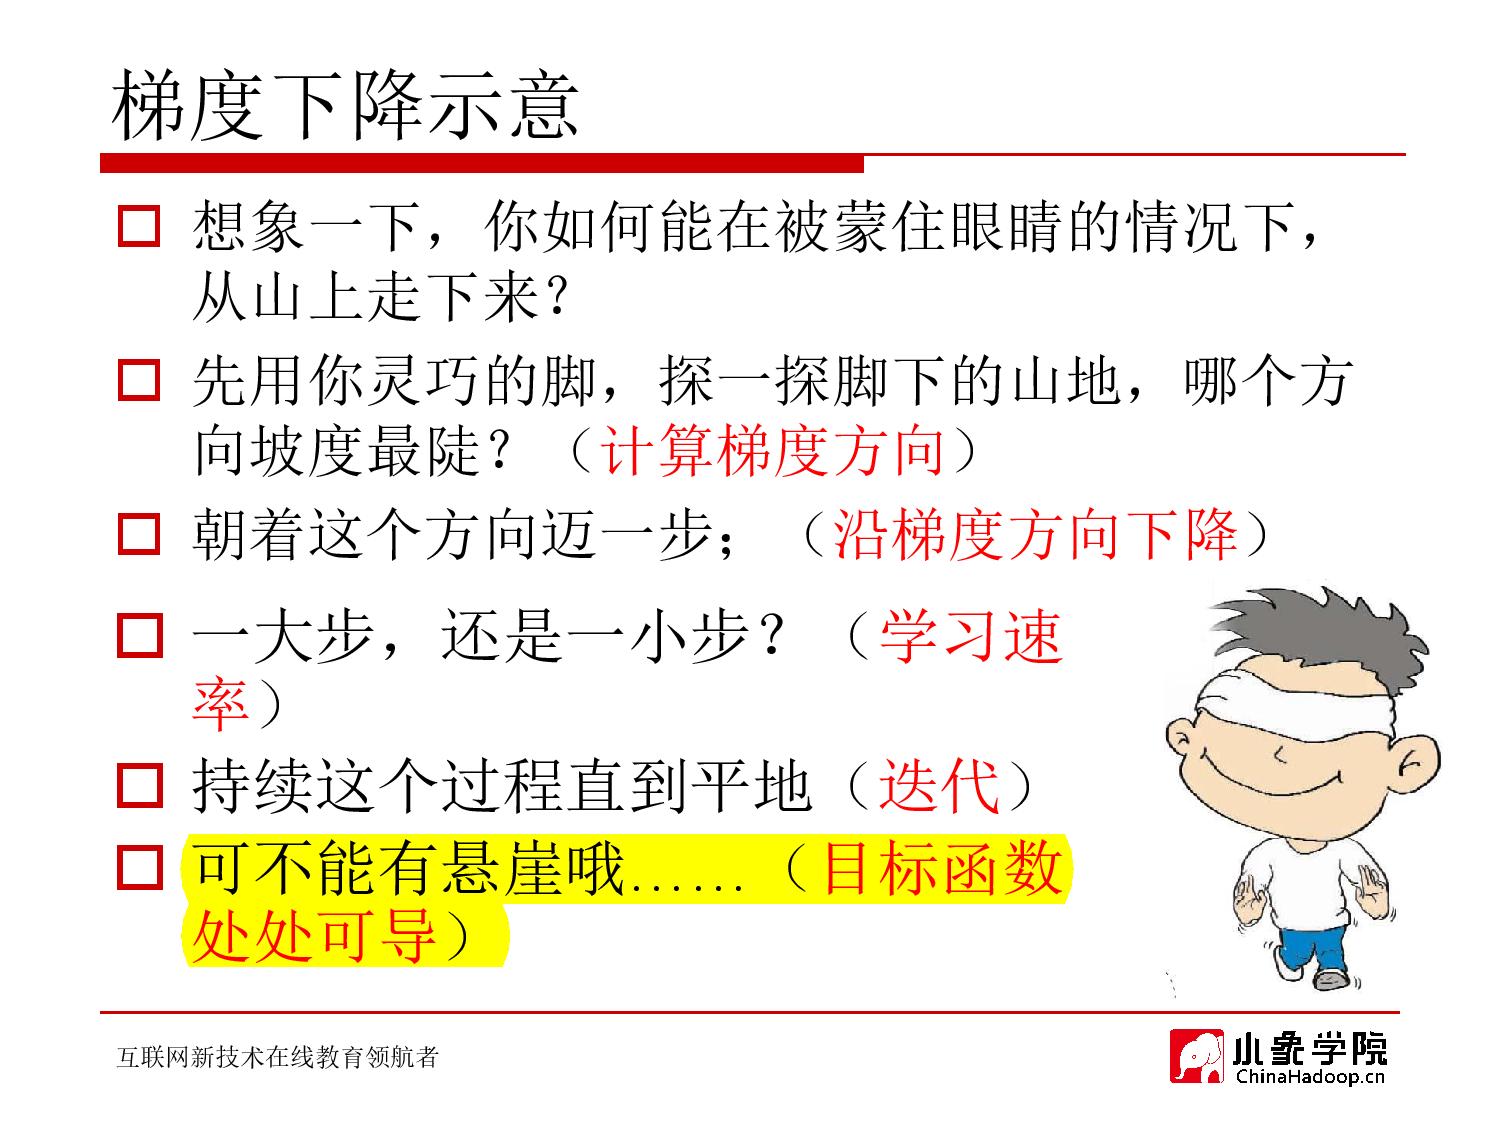 梯度下降示意
想象一下，你如何能在被蒙住眼睛的情况下，
从山上走下来？
先用你灵巧的脚，探一探脚下的山地，哪个方
向坡度最陡？（计算梯度方向）
朝着这个方向迈一步；（沿梯度方向下降）
一大步，还是一小步？（学习速
率）
持续这个过程直到平地（迭代）
可不能有悬崖哦……（目标函数
处处可导）
互联网新技术在线教育领航者
小象学院
ChinaHadoop.cn